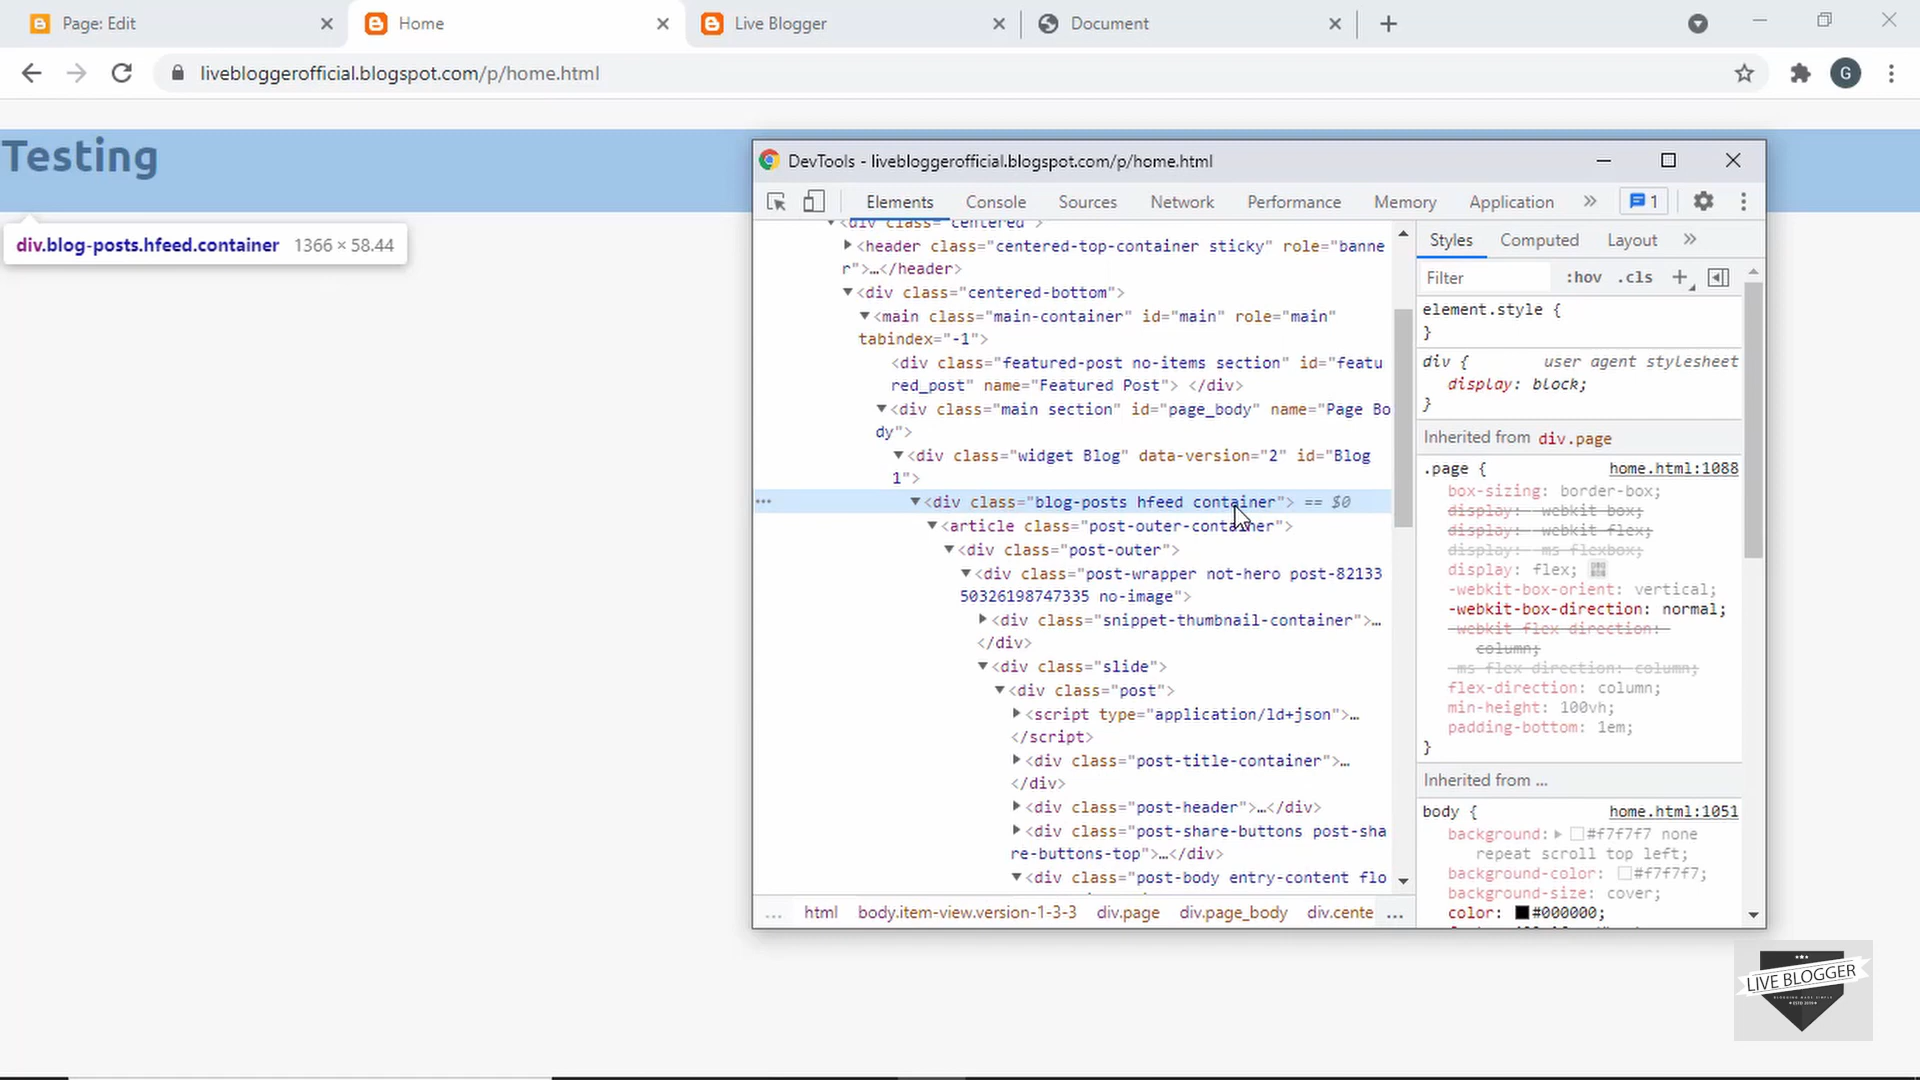 Page: Edit
Home
Live Blogger
Document
G
livebloggerofficial.blogspot.com/p/home.html
Testing
div.blog-posts.hfeed.container 1366 × 58.44
DevTools - livebloggerofficial.blogspot.com/p/home.html
Elements Console Sources Network Performance Memory Application » 1
<div class="centered">
<header class="centered-top-container sticky" role="banne
r">…</header>
<div class="centered-bottom">
<main class="main-container" id="main" role="main"
tabindex="-1">
<div class="featured-post no-items section" id="featu
red_post" name="Featured Post"> </div>
<div class="main section" id="page_body" name="Page Bo
dy">
<div class="widget Blog" data-version="2" id="Blog
1">
<div class="blog-posts hfeed container"> == $0
<article class="post-outer-container">
<div class="post-outer">
<div class="post-wrapper not-hero post-82133
50326198747335 no-image">
<div class="snippet-thumbnail-container">…
</div>
<div class="slide">
<div class="post">
<script type="application/ld+json">…
</script>
<div class="post-title-container">…
</div>
<div class="post-header">…</div>
<div class="post-share-buttons post-sha
re-buttons-top">…</div>
<div class="post-body entry-content flo
… html body.item-view.version-1-3-3 div.page div.page_body div.cente …
Styles Computed Layout »
Filter :hov .cls +
element.style {
}
div { user agent stylesheet
display: block;
}
Inherited from div.page
.page { home.html:1088
box-sizing: border-box;
display: -webkit-box;
display: -webkit-flex;
display: -ms-flexbox;
display: flex;
-webkit-box-orient: vertical;
-webkit-box-direction: normal;
-webkit-flex-direction:
column;
-ms-flex-direction: column;
flex-direction: column;
min-height: 100vh;
padding-bottom: 1em;
}
Inherited from ...
body { home.html:1051
background: #f7f7f7 none
repeat scroll top left;
background-color: #f7f7f7;
background-size: cover;
color: #000000;
LIVE BLOGGER